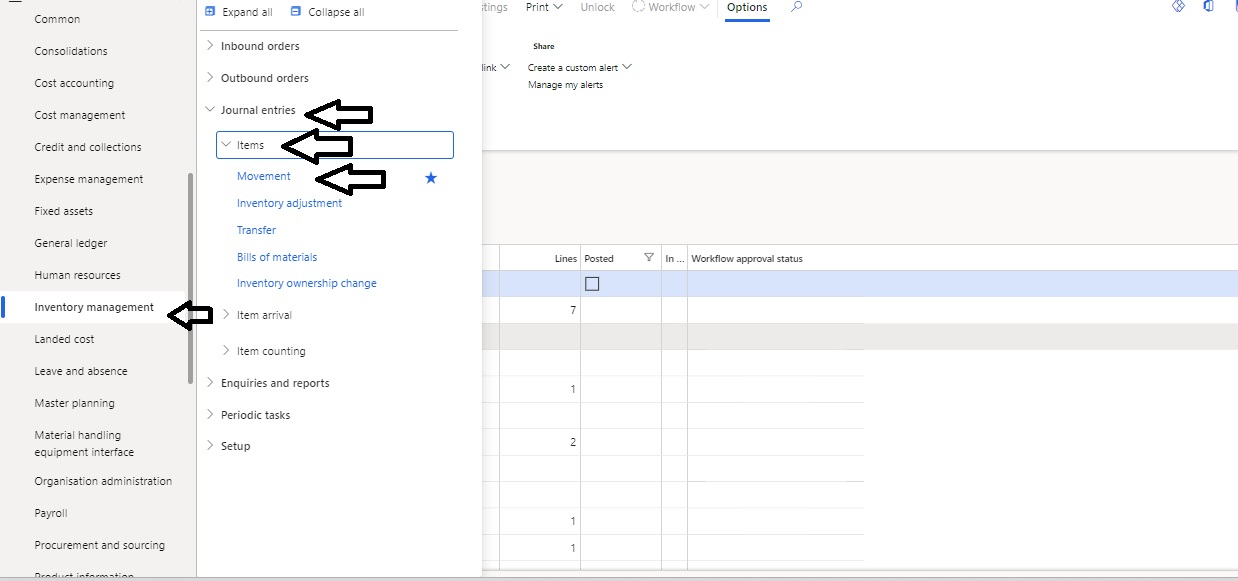 Common
Consolidations
Cost accounting
Cost management
Credit and collections
Expense management
Fixed assets
General ledger
Human resources
Inventory management
Landed cost
Leave and absence
Master planning
Material handling
equipment interface
Organisation administration
Payroll
Procurement and sourcing
Product information
Expand all Collapse all
Inbound orders
Outbound orders
Journal entries
Items
Movement
Inventory adjustment
Transfer
Bills of materials
Inventory ownership change
Item arrival
Item counting
Enquiries and reports
Periodic tasks
Setup
Print Unlock Workflow Options
Share
Create a custom alert
Manage my alerts
Lines Posted In ... Workflow approval status
7
1
2
1
1